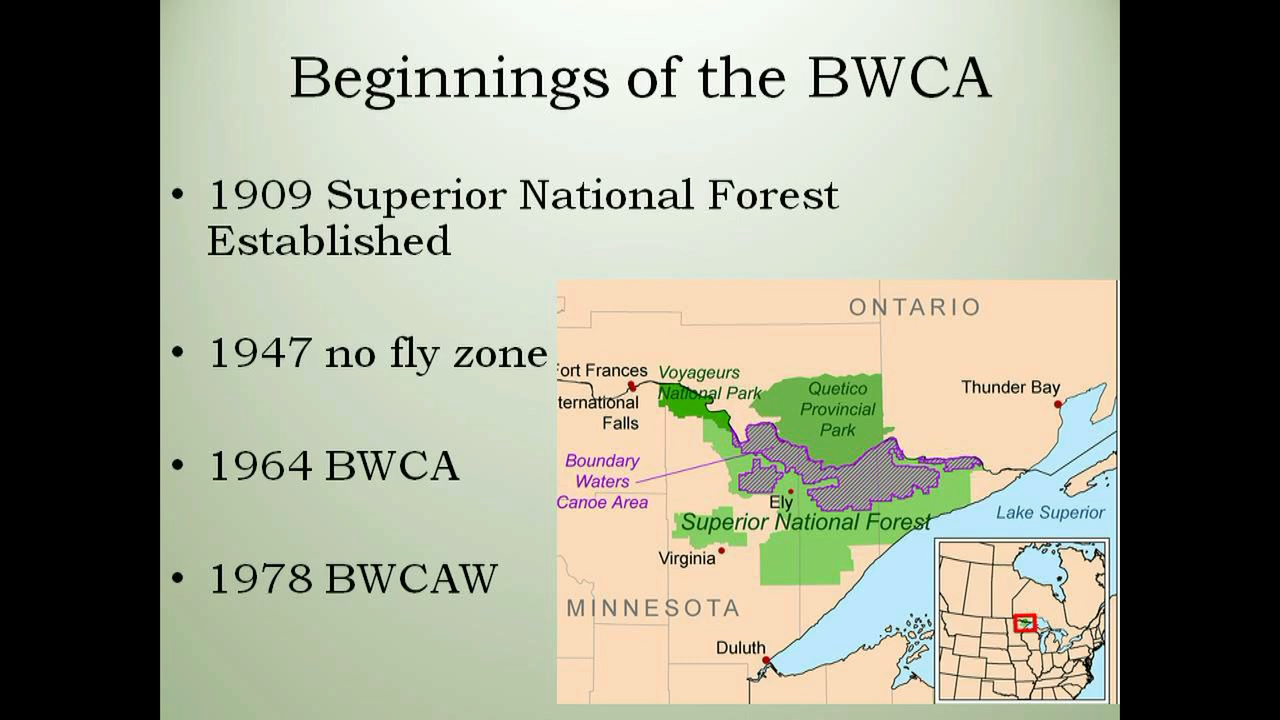 Beginnings of the BWCA
• 1909 Superior National Forest
Established
• 1947 no fly zone
• 1964 BWCA
• 1978 BWCAW
ONTARIO
Fort Frances
Voyageurs
National Park
ternational
Falls
Quetico
Provincial
Park
Thunder Bay
Boundary
Waters
Canoe Area
Ely
Superior National Forest
Lake Superior
Virginia
MINNESOTA
Duluth